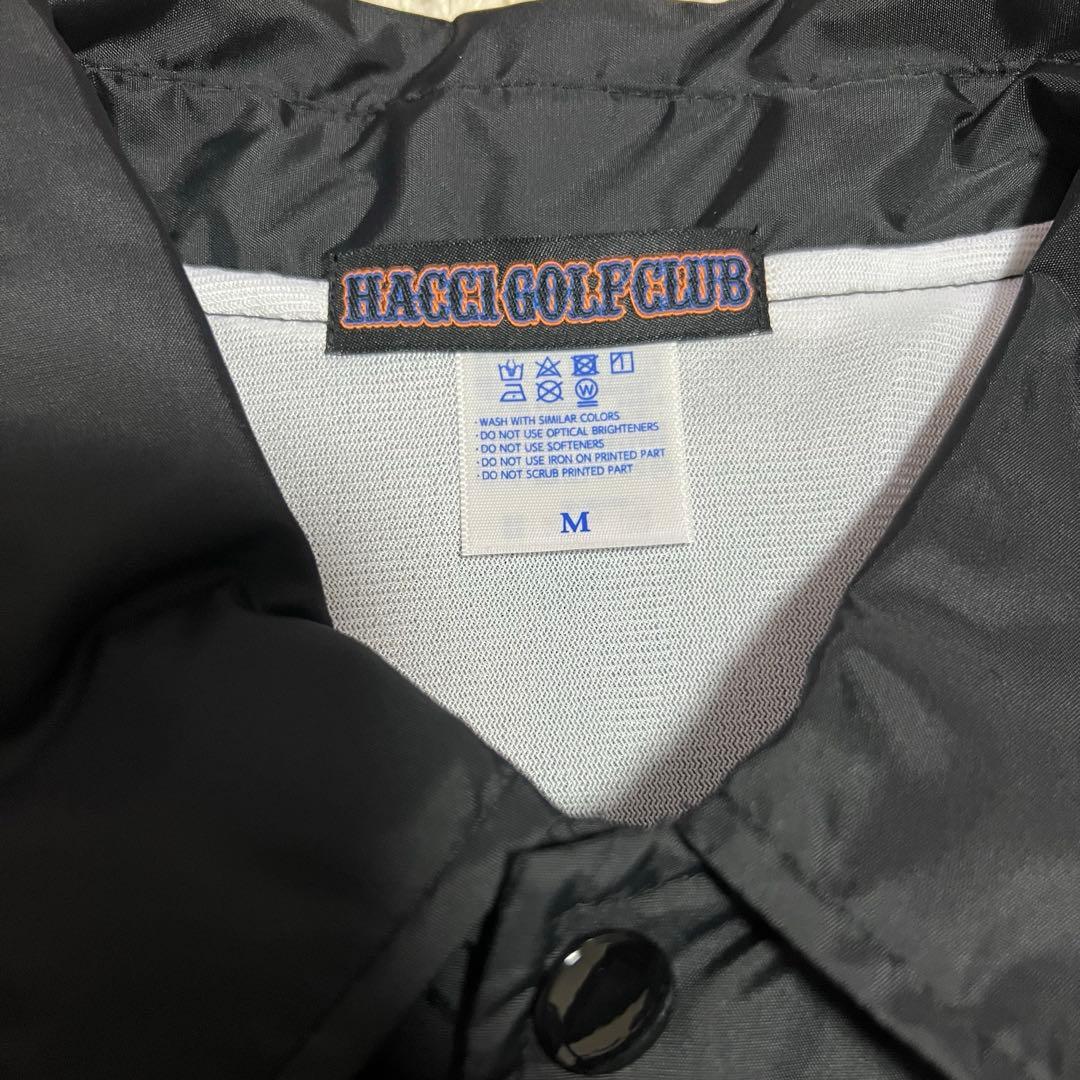 HACCI GOLF CLUB
W
· WASH WITH SIMILAR COLORS
· DO NOT USE OPTICAL BRIGHTENERS
· DO NOT USE SOFTENERS
· DO NOT USE IRON ON PRINTED PART
· DO NOT SCRUB PRINTED PART
M